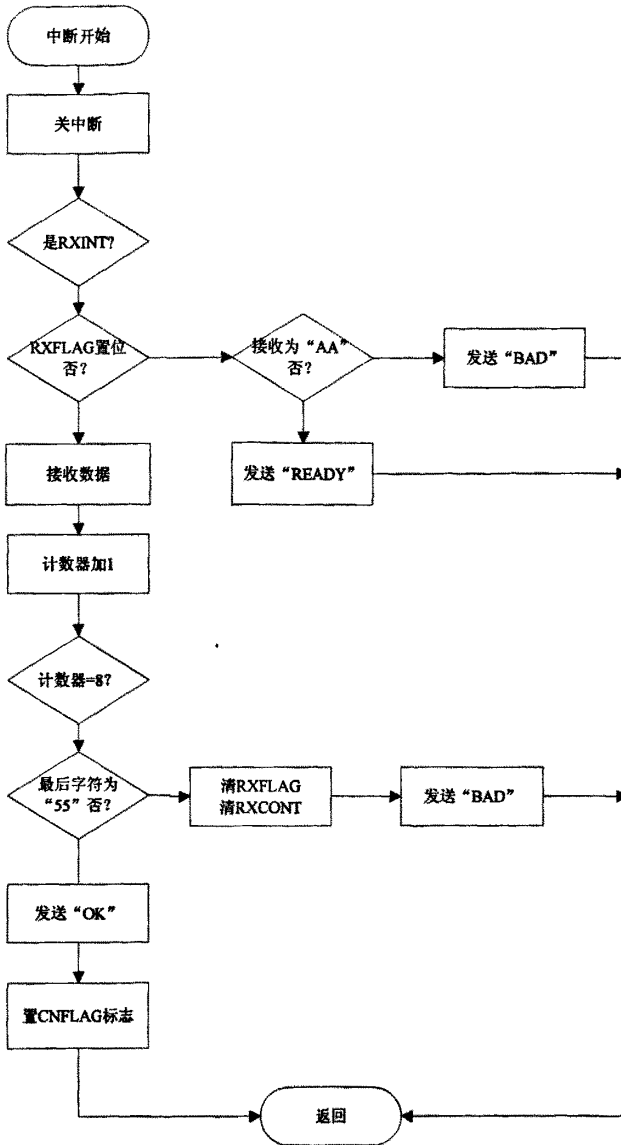 中断开始
关中断
是RXINT?
RXFLAG置位
否?
接收为“AA”
否?
发送“BAD”
接收数据
发送“READY”
计数器加1
计数器=8?
最后字符为
“55”否?
清RXFLAG
清RXCONT
发送“BAD”
发送“OK”
置CNFLAG标志
返回